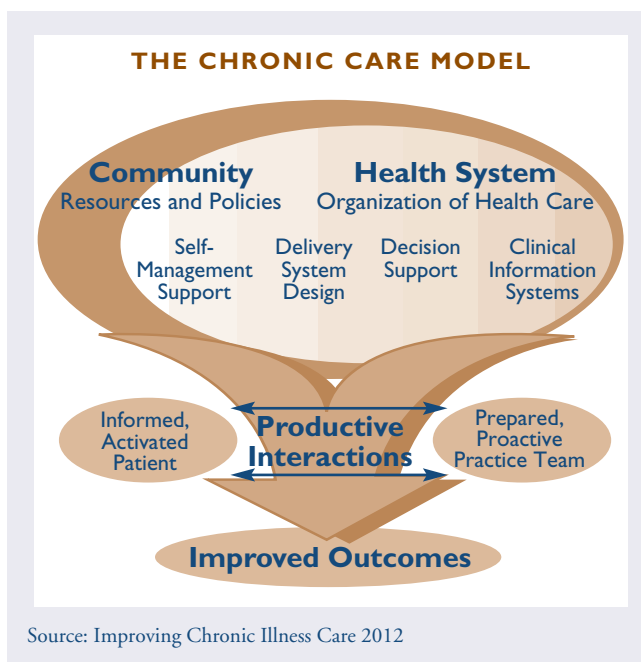 THE CHRONIC CARE MODEL
Community
Resources and Policies
Health System
Organization of Health Care
Self-
Management
Support
Delivery
System
Design
Decision
Support
Clinical
Information
Systems
Informed,
Activated
Patient
Productive
Interactions
Prepared,
Proactive
Practice Team
Improved Outcomes
Source: Improving Chronic Illness Care 2012